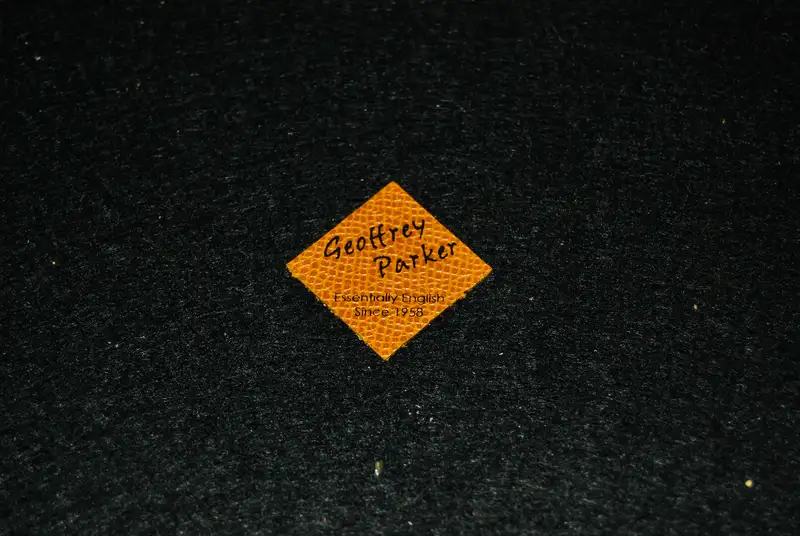 Geoffrey
Parker
Essentially English
Since 1958